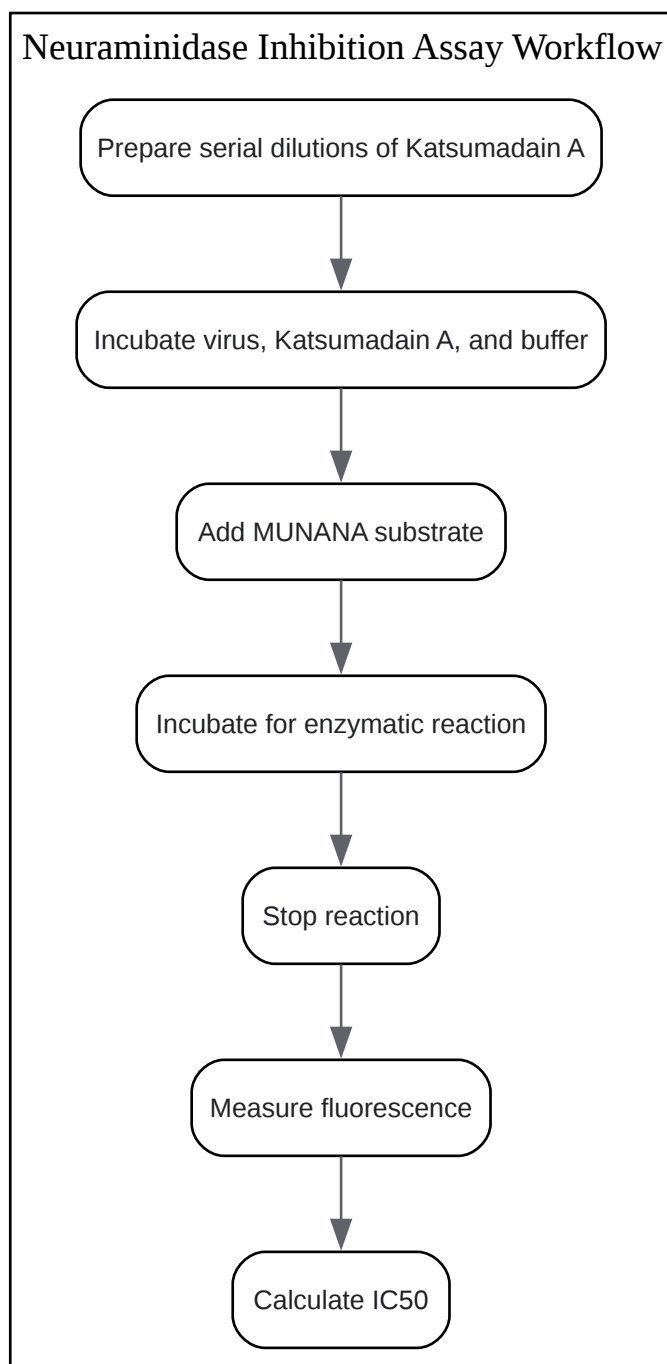 Neuraminidase Inhibition Assay Workflow
Prepare serial dilutions of Katsumadain A
Incubate virus, Katsumadain A, and buffer
Add MUNANA substrate
Incubate for enzymatic reaction
Stop reaction
Measure fluorescence
Calculate IC50